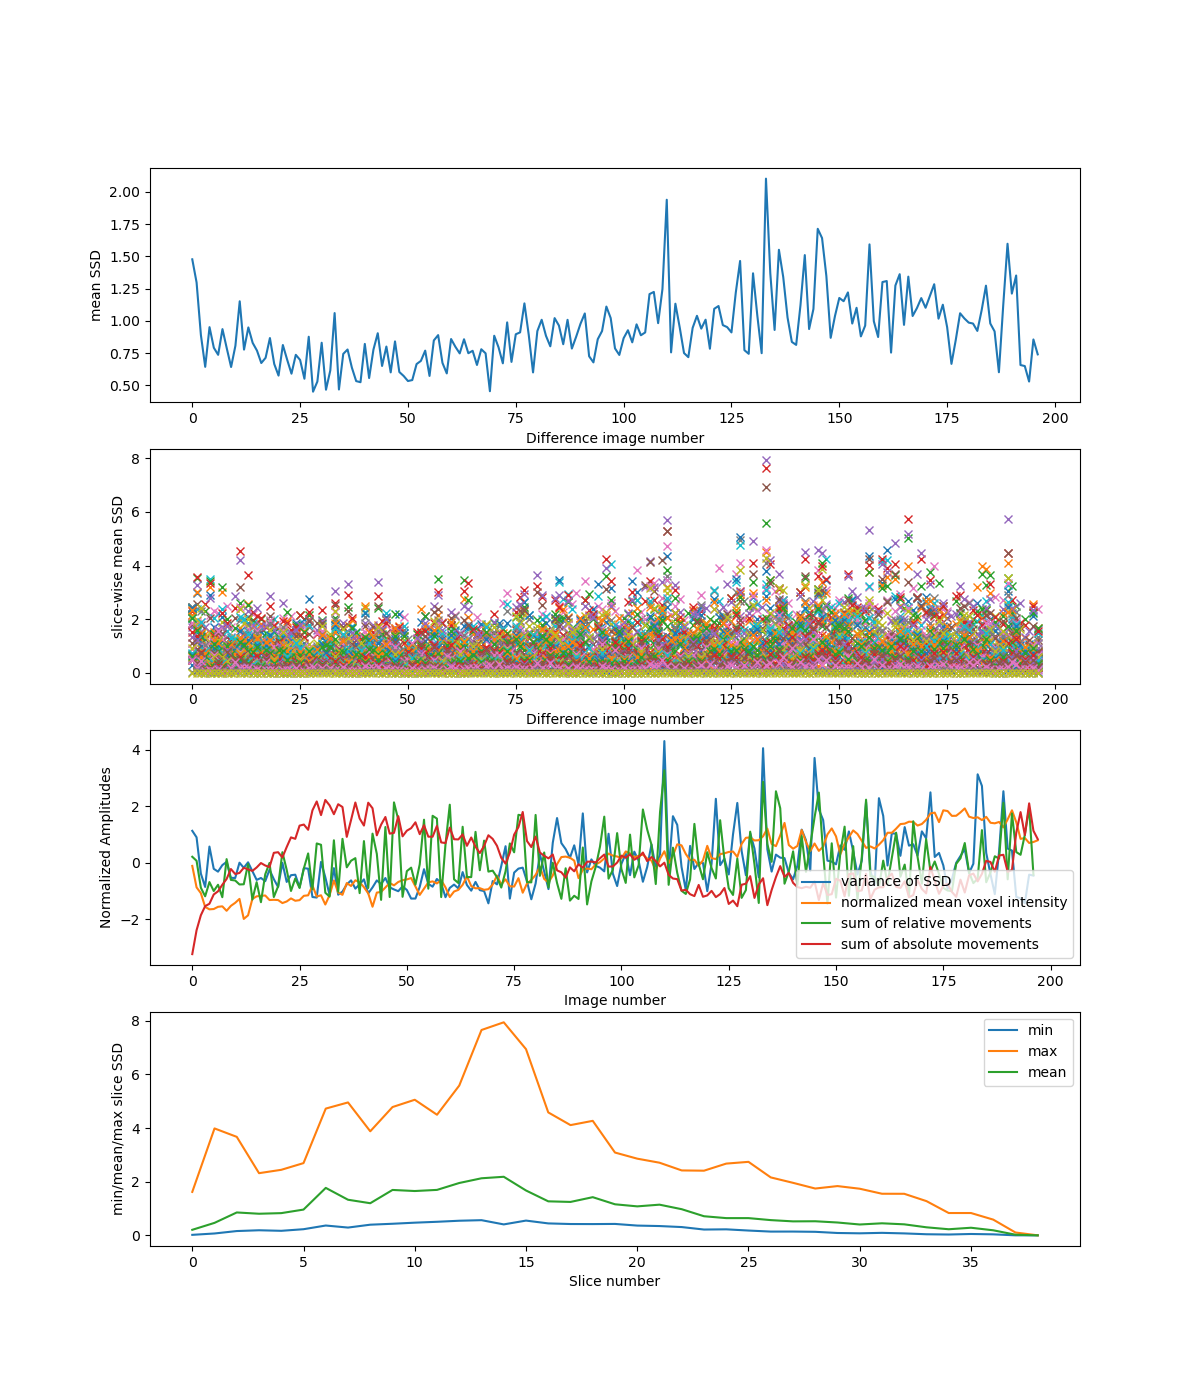 2.00
1.75
1.50
1.25
1.00
0.75
0.50
mean SSD
0 25 50 75 100 125 150 175 200
Difference image number
8
6
4
2
0
slice-wise mean SSD
0 25 50 75 100 125 150 175 200
Difference image number
4
2
0
−2
Normalized Amplitudes
variance of SSD
normalized mean voxel intensity
sum of relative movements
sum of absolute movements
0 25 50 75 100 125 150 175 200
Image number
8
6
4
2
0
min/mean/max slice SSD
min
max
mean
0 5 10 15 20 25 30 35
Slice number